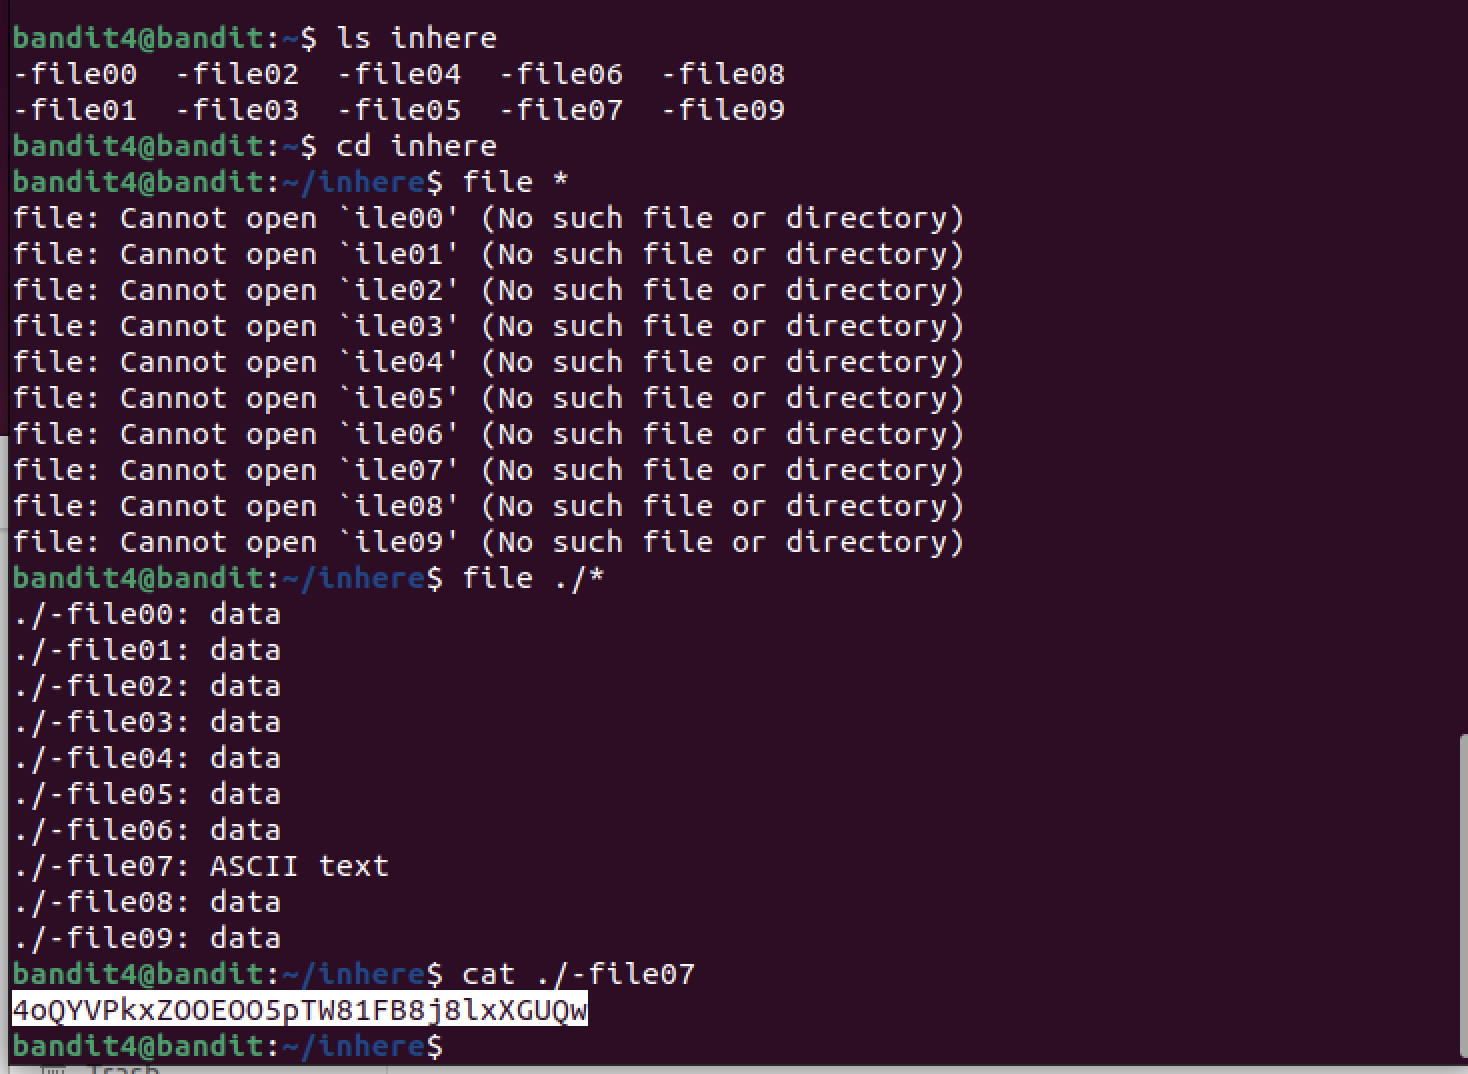 bandit4@bandit:~$ ls inhere
-file00  -file02  -file04  -file06  -file08
-file01  -file03  -file05  -file07  -file09
bandit4@bandit:~$ cd inhere
bandit4@bandit:~/inhere$ file *
file: Cannot open `ile00' (No such file or directory)
file: Cannot open `ile01' (No such file or directory)
file: Cannot open `ile02' (No such file or directory)
file: Cannot open `ile03' (No such file or directory)
file: Cannot open `ile04' (No such file or directory)
file: Cannot open `ile05' (No such file or directory)
file: Cannot open `ile06' (No such file or directory)
file: Cannot open `ile07' (No such file or directory)
file: Cannot open `ile08' (No such file or directory)
file: Cannot open `ile09' (No such file or directory)
bandit4@bandit:~/inhere$ file ./*
./-file00: data
./-file01: data
./-file02: data
./-file03: data
./-file04: data
./-file05: data
./-file06: data
./-file07: ASCII text
./-file08: data
./-file09: data
bandit4@bandit:~/inhere$ cat ./-file07
4oQYVPkxZOOEOO5pTW81FB8j8lxXGUQw
bandit4@bandit:~/inhere$
Trash